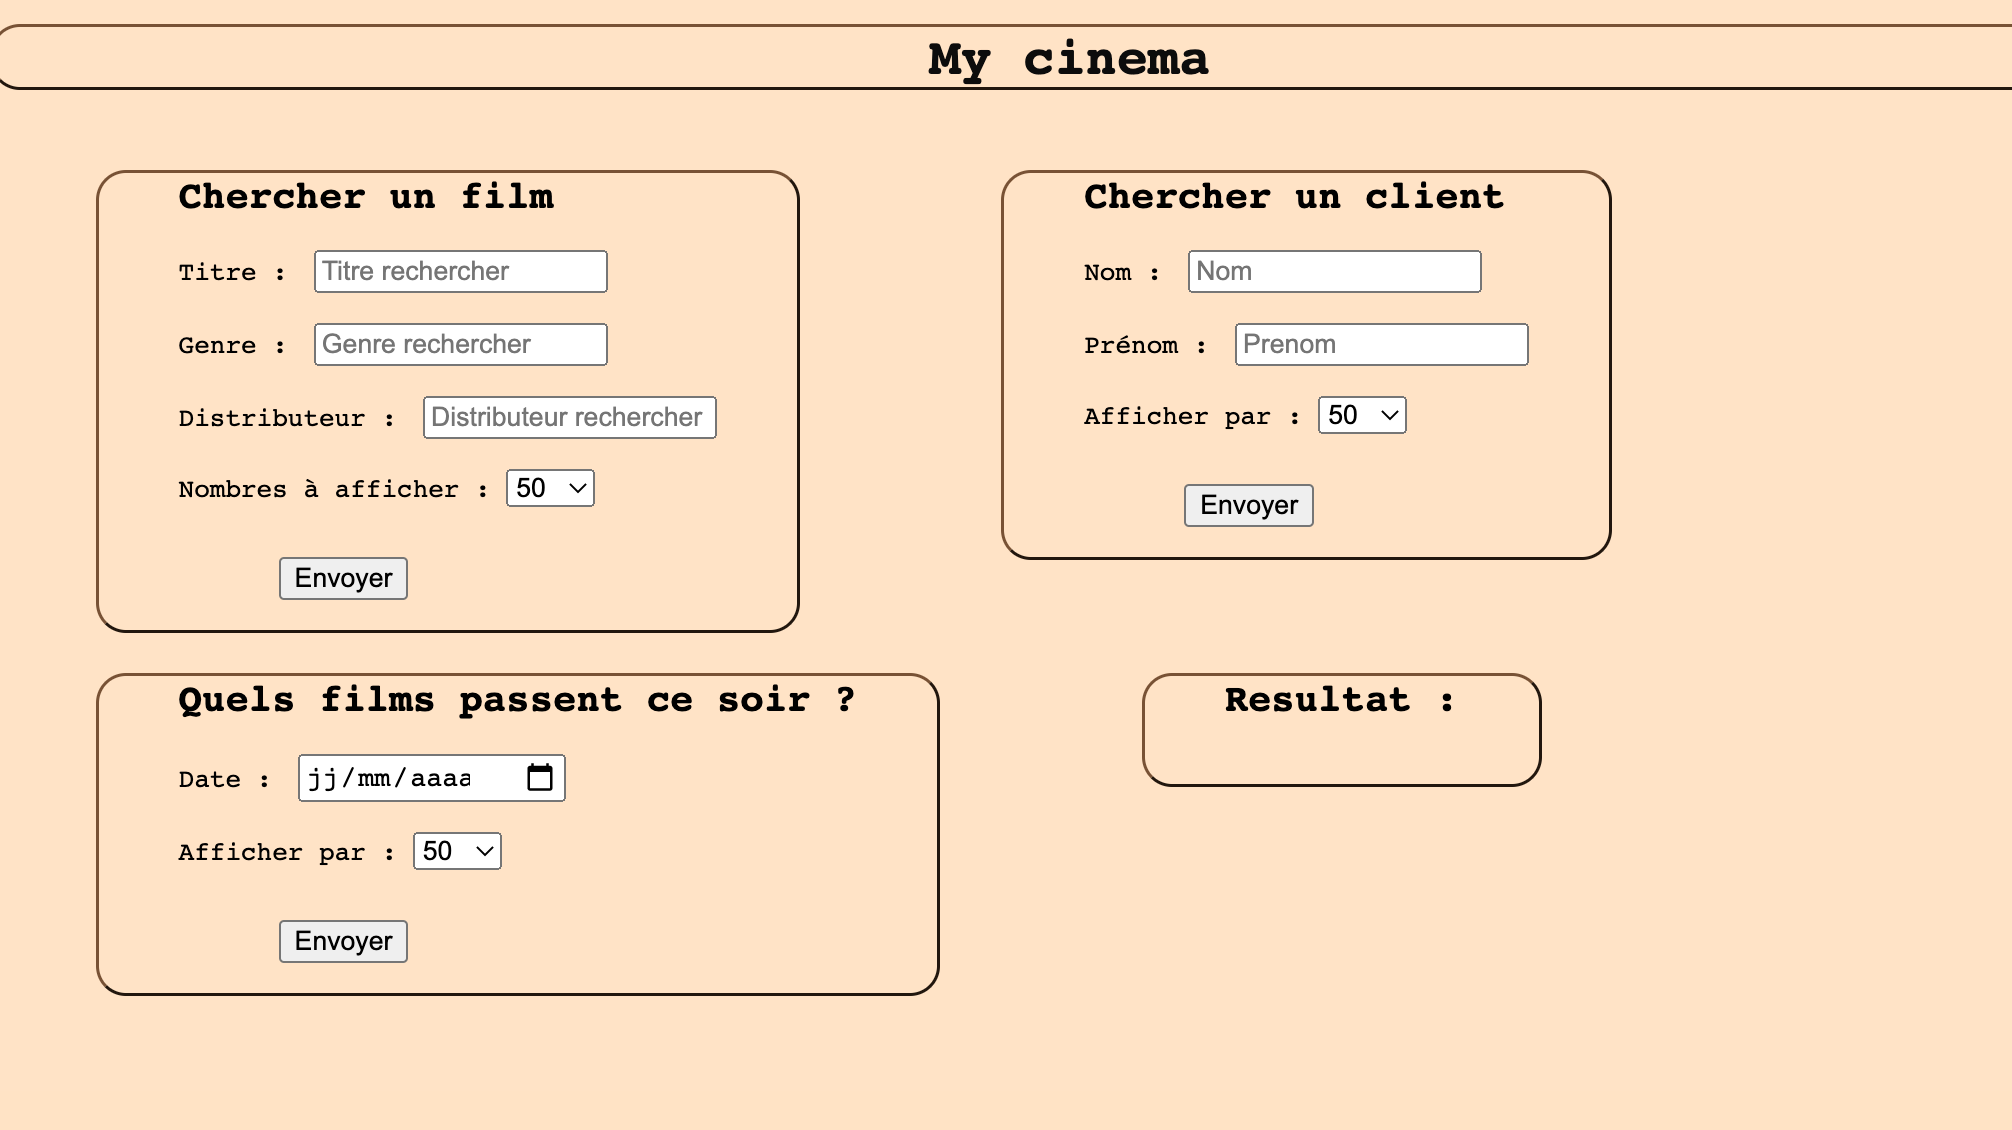 My cinema
Chercher un film
Titre : Titre rechercher
Genre : Genre rechercher
Distributeur : Distributeur rechercher
Nombres à afficher : 50
Envoyer
Chercher un client
Nom : Nom
Prénom : Prenom
Afficher par : 50
Envoyer
Quels films passent ce soir ?
Date : jj/mm/aaaa
Afficher par : 50
Envoyer
Resultat :